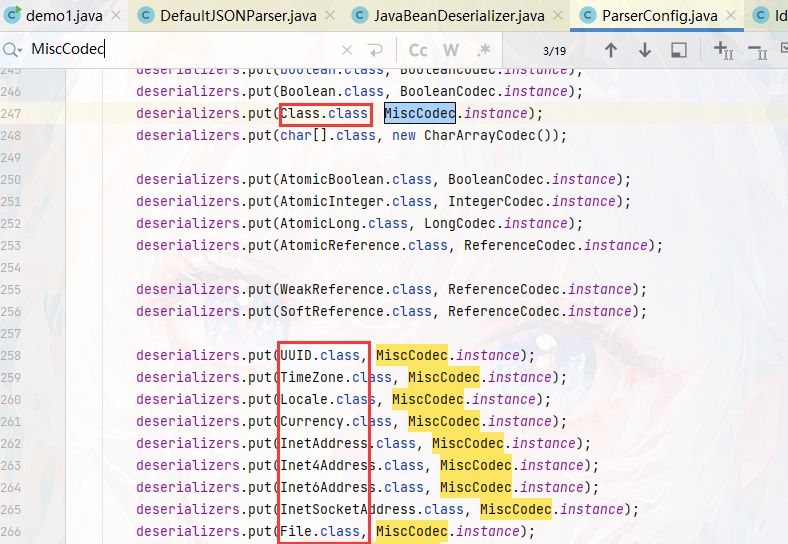 demo1.java DefaultJSONParser.java JavaBeanDeserializer.java ParserConfig.java Id
MiscCodec Cc W .* 3/19
245 deserializers.put(boolean.class, BooleanCodec.instance);
246 deserializers.put(Boolean.class, BooleanCodec.instance);
247 deserializers.put(Class.class MiscCodec.instance);
248 deserializers.put(char[].class, new CharArrayCodec());
249
250 deserializers.put(AtomicBoolean.class, BooleanCodec.instance);
251 deserializers.put(AtomicInteger.class, IntegerCodec.instance);
252 deserializers.put(AtomicLong.class, LongCodec.instance);
253 deserializers.put(AtomicReference.class, ReferenceCodec.instance);
254
255 deserializers.put(WeakReference.class, ReferenceCodec.instance);
256 deserializers.put(SoftReference.class, ReferenceCodec.instance);
257
258 deserializers.put(UUID.class, MiscCodec.instance);
259 deserializers.put(TimeZone.class, MiscCodec.instance);
260 deserializers.put(Locale.class, MiscCodec.instance);
261 deserializers.put(Currency.class, MiscCodec.instance);
262 deserializers.put(InetAddress.class, MiscCodec.instance);
263 deserializers.put(Inet4Address.class, MiscCodec.instance);
264 deserializers.put(Inet6Address.class, MiscCodec.instance);
265 deserializers.put(InetSocketAddress.class, MiscCodec.instance);
266 deserializers.put(File.class, MiscCodec.instance);